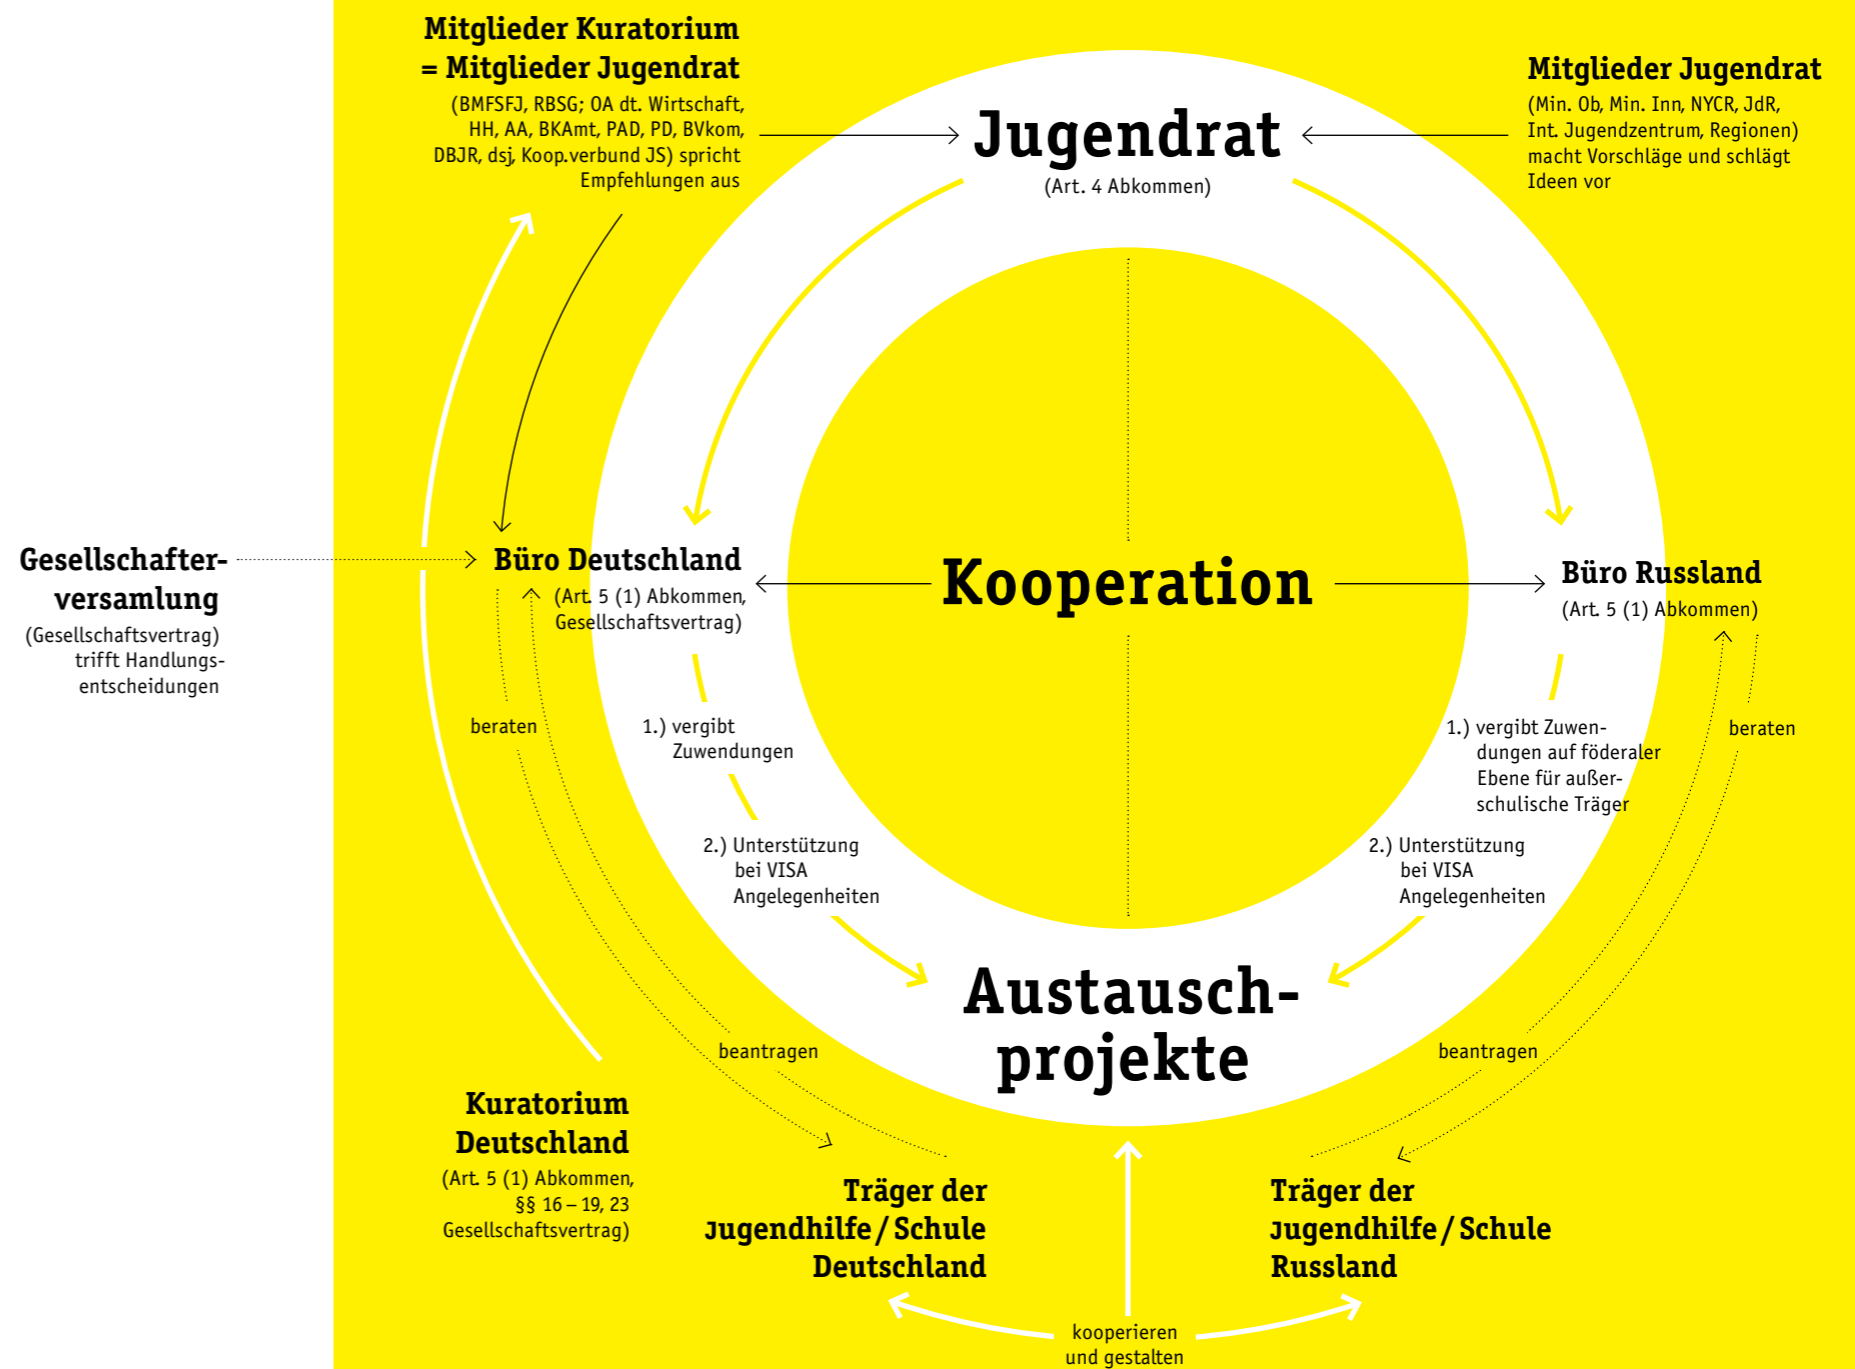 Mitglieder Kuratorium
= Mitglieder Jugendrat
(BMFSFJ, RBSG; OA dt. Wirtschaft,
HH, AA, BKAmt, PAD, PD, BVkom,
DBJR, dsj, Koop.verbund JS) spricht
Empfehlungen aus
Jugendrat
(Art. 4 Abkommen)
Mitglieder Jugendrat
(Min. Ob, Min. Inn, NYCR, JdR,
Int. Jugendzentrum, Regionen)
macht Vorschläge und schlägt
Ideen vor
Gesellschafter-
versamlung
(Gesellschaftsvertrag)
trifft Handlungs-
entscheidungen
Büro Deutschland
(Art. 5 (1) Abkommen,
Gesellschaftsvertrag)
Kooperation
Büro Russland
(Art. 5 (1) Abkommen)
beraten
1.) vergibt
Zuwendungen
2.) Unterstützung
bei VISA
Angelegenheiten
1.) vergibt Zuwen-
dungen auf föderaler
Ebene für außer-
schulische Träger
2.) Unterstützung
bei VISA
Angelegenheiten
beraten
Austausch-
projekte
beantragen
beantragen
Kuratorium
Deutschland
(Art. 5 (1) Abkommen,
§§ 16 – 19, 23
Gesellschaftsvertrag)
Träger der
Jugendhilfe / Schule
Deutschland
Träger der
Jugendhilfe / Schule
Russland
kooperieren
und gestalten